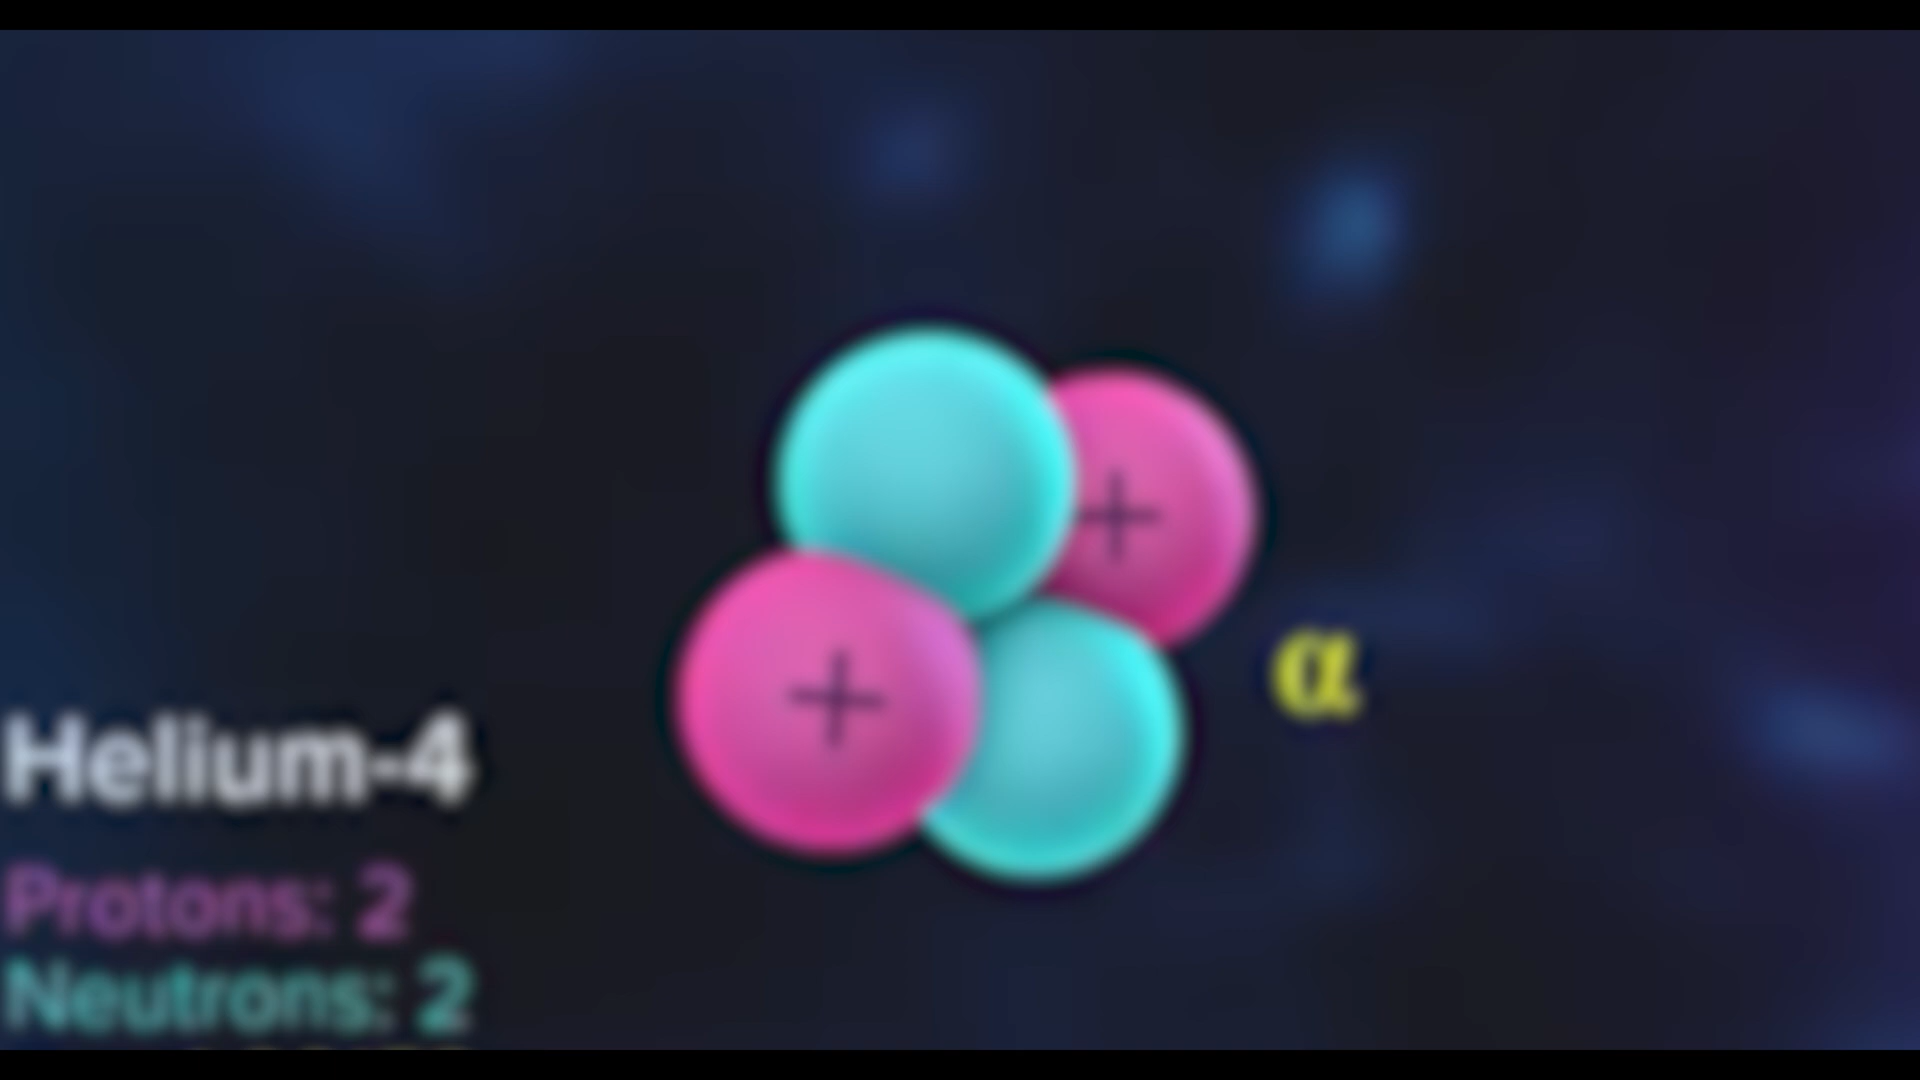 +
+
α
Helium-4
Protons: 2
Neutrons: 2